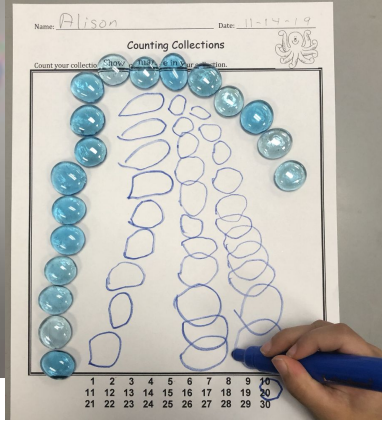 Name: Alison Date: 11-14-19
Counting Collections
Count your collection. Show in your collection.
1 2 3 4 5 6 7 8 9 10
11 12 13 14 15 16 17 18 19 20
21 22 23 24 25 26 27 28 29 30